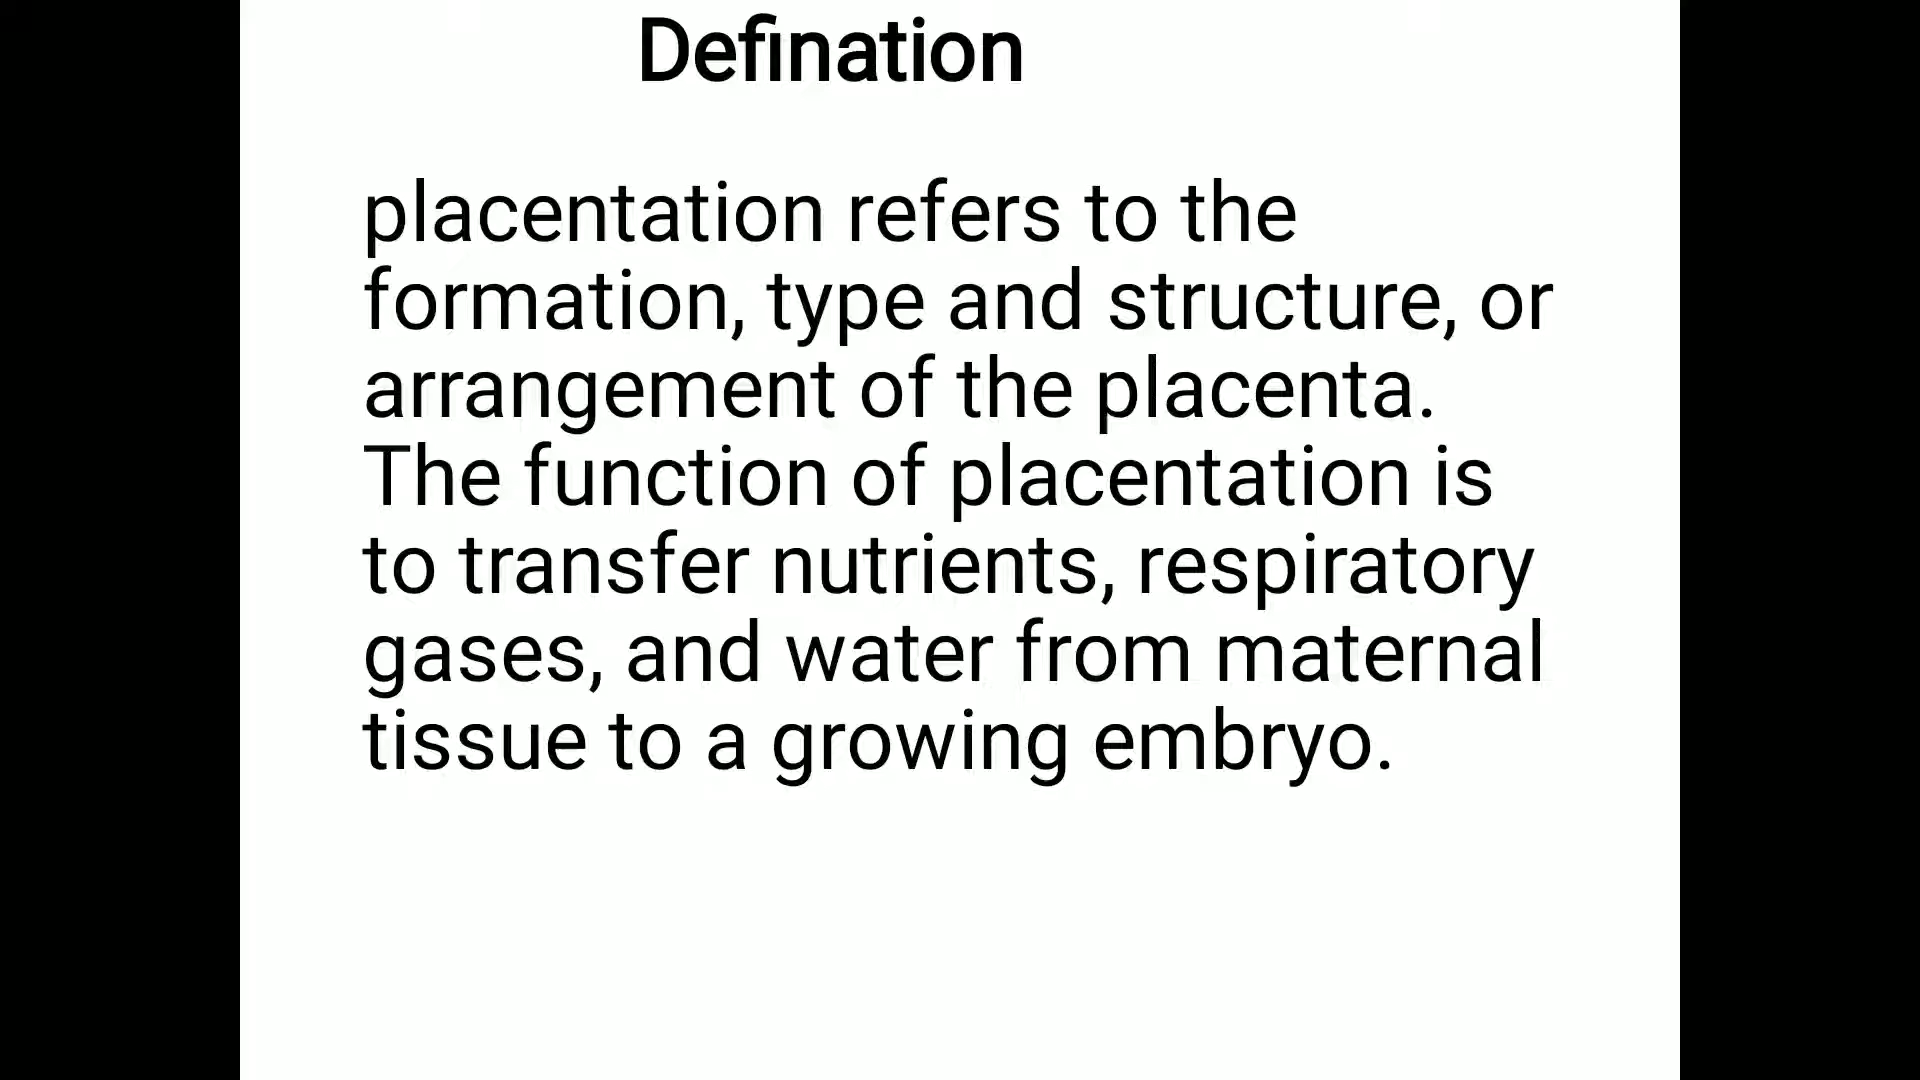 Defination
placentation refers to the
formation, type and structure, or
arrangement of the placenta.
The function of placentation is
to transfer nutrients, respiratory
gases, and water from maternal
tissue to a growing embryo.